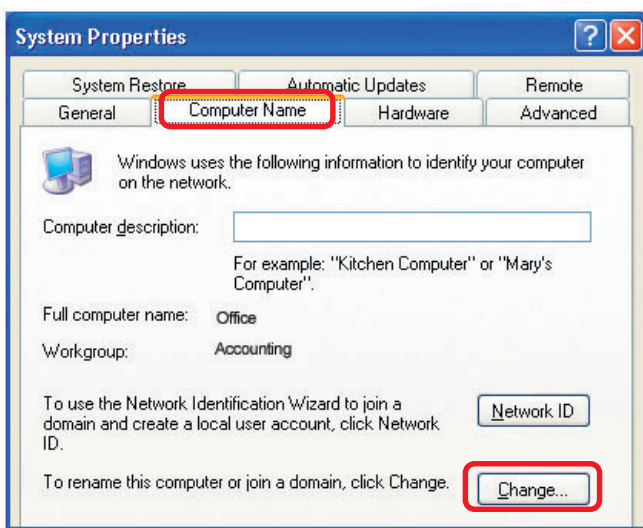 System Properties
?
System Restore Automatic Updates Remote
General Computer Name Hardware Advanced
Windows uses the following information to identify your computer
on the network.
Computer description:
For example: "Kitchen Computer" or "Mary's
Computer".
Full computer name: Office
Workgroup: Accounting
To use the Network Identification Wizard to join a
domain and create a local user account, click Network
ID.
Network ID
To rename this computer or join a domain, click Change.
Change...